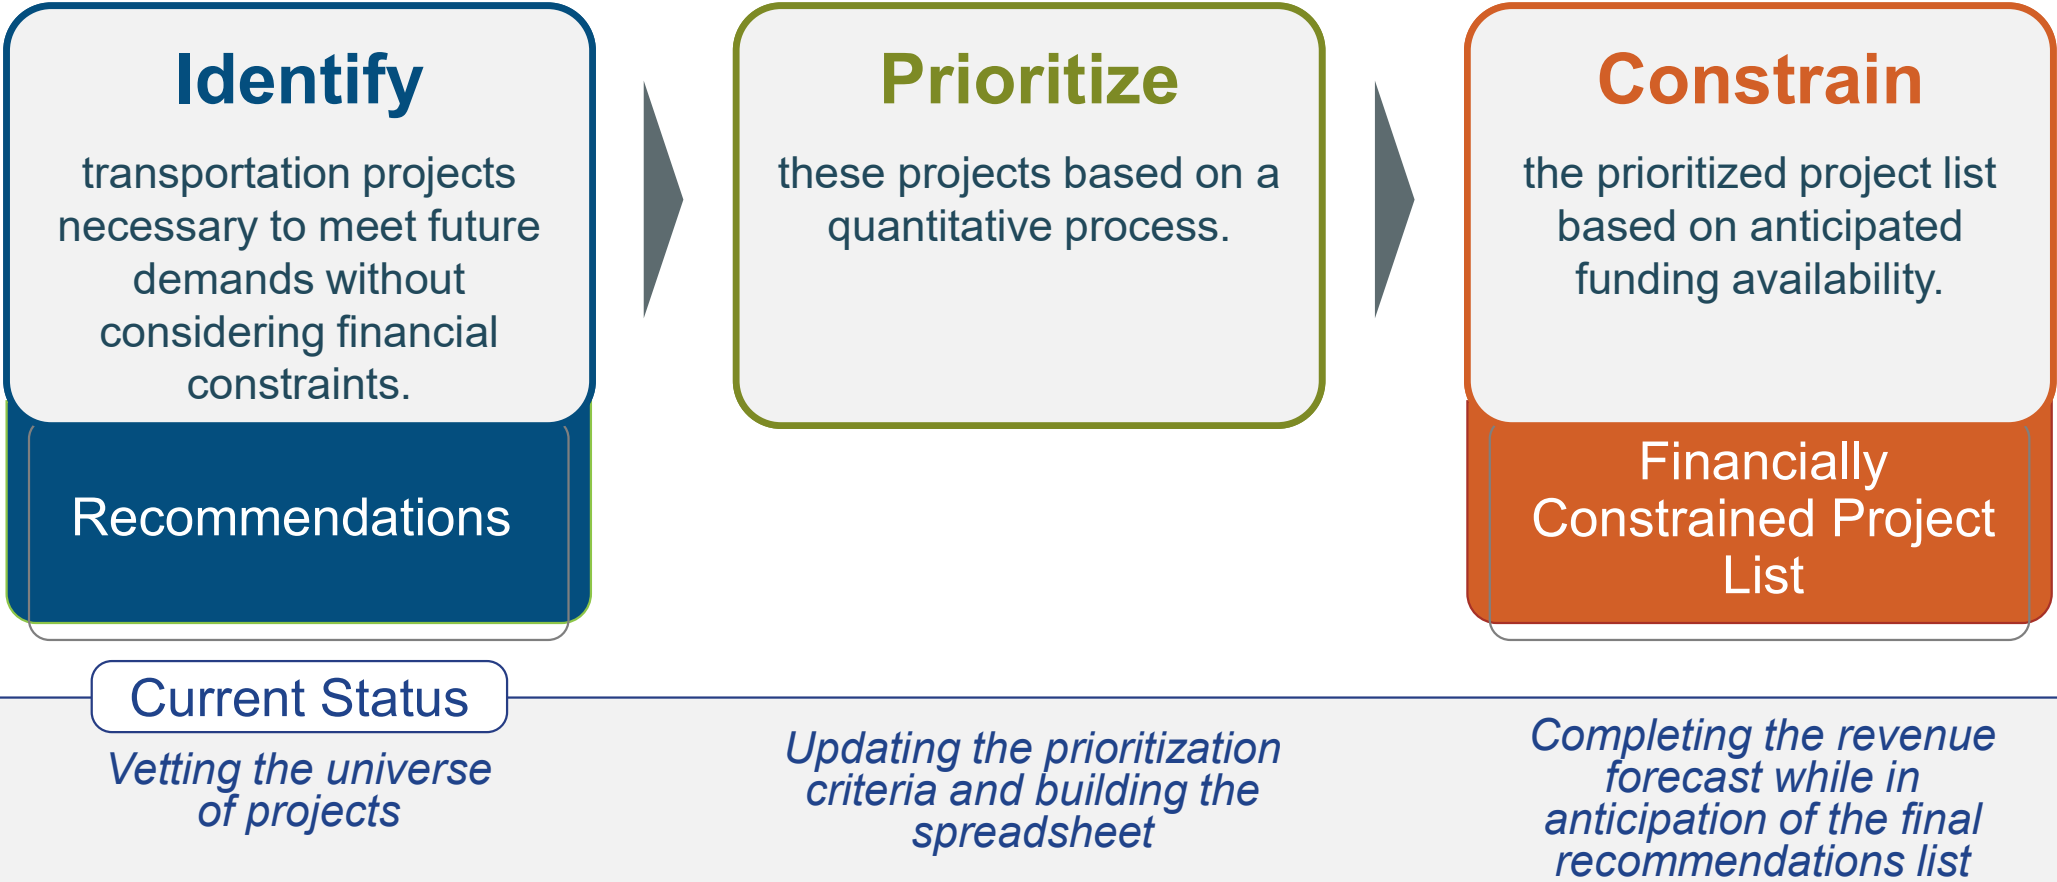 Identify
transportation projects
necessary to meet future
demands without
considering financial
constraints.
Recommendations
Prioritize
these projects based on a
quantitative process.
Constrain
the prioritized project list
based on anticipated
funding availability.
Financially
Constrained Project
List
Current Status
Vetting the universe
of projects
Updating the prioritization
criteria and building the
spreadsheet
Completing the revenue
forecast while in
anticipation of the final
recommendations list